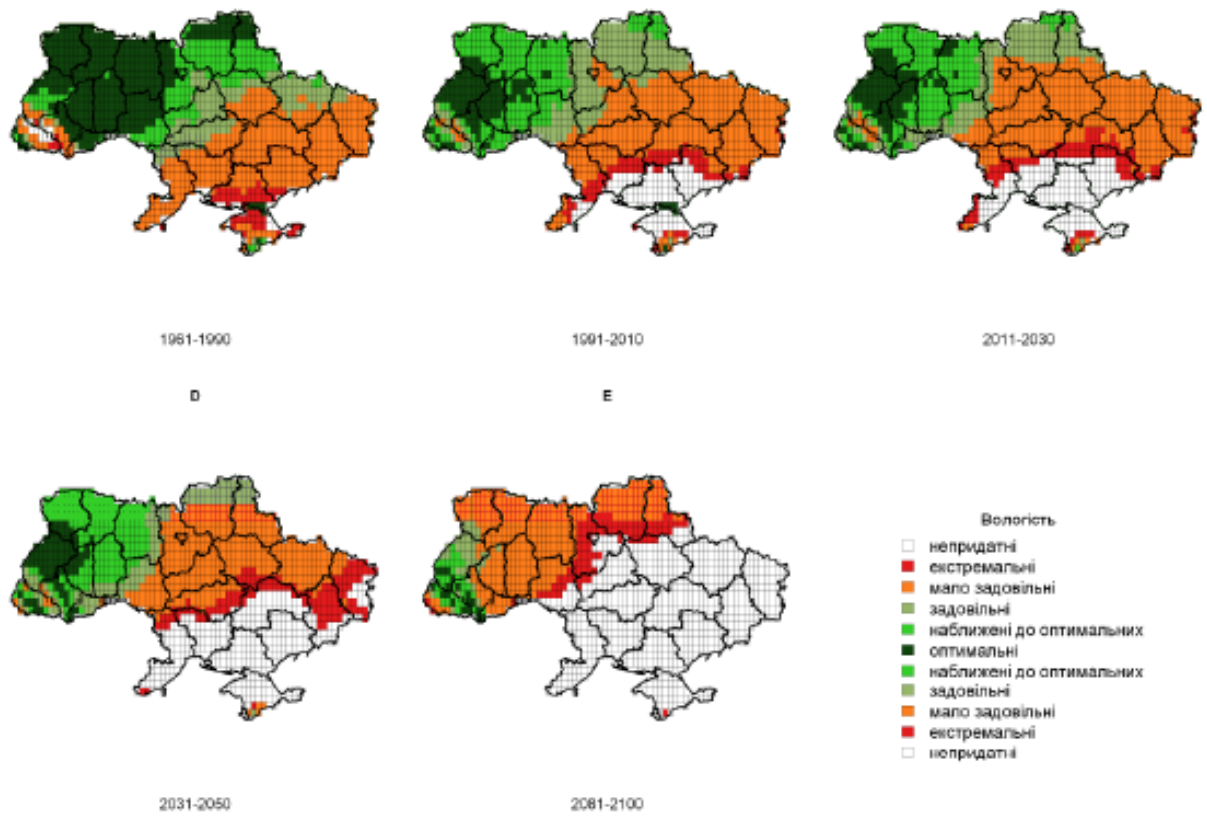 1961-1990
1991-2010
2011-2030
D
E
Вологість
непридатні
екстремальні
мало задовільні
задовільні
наближені до оптимальних
оптимальні
наближені до оптимальних
задовільні
мало задовільні
екстремальні
непридатні
2031-2050
2081-2100